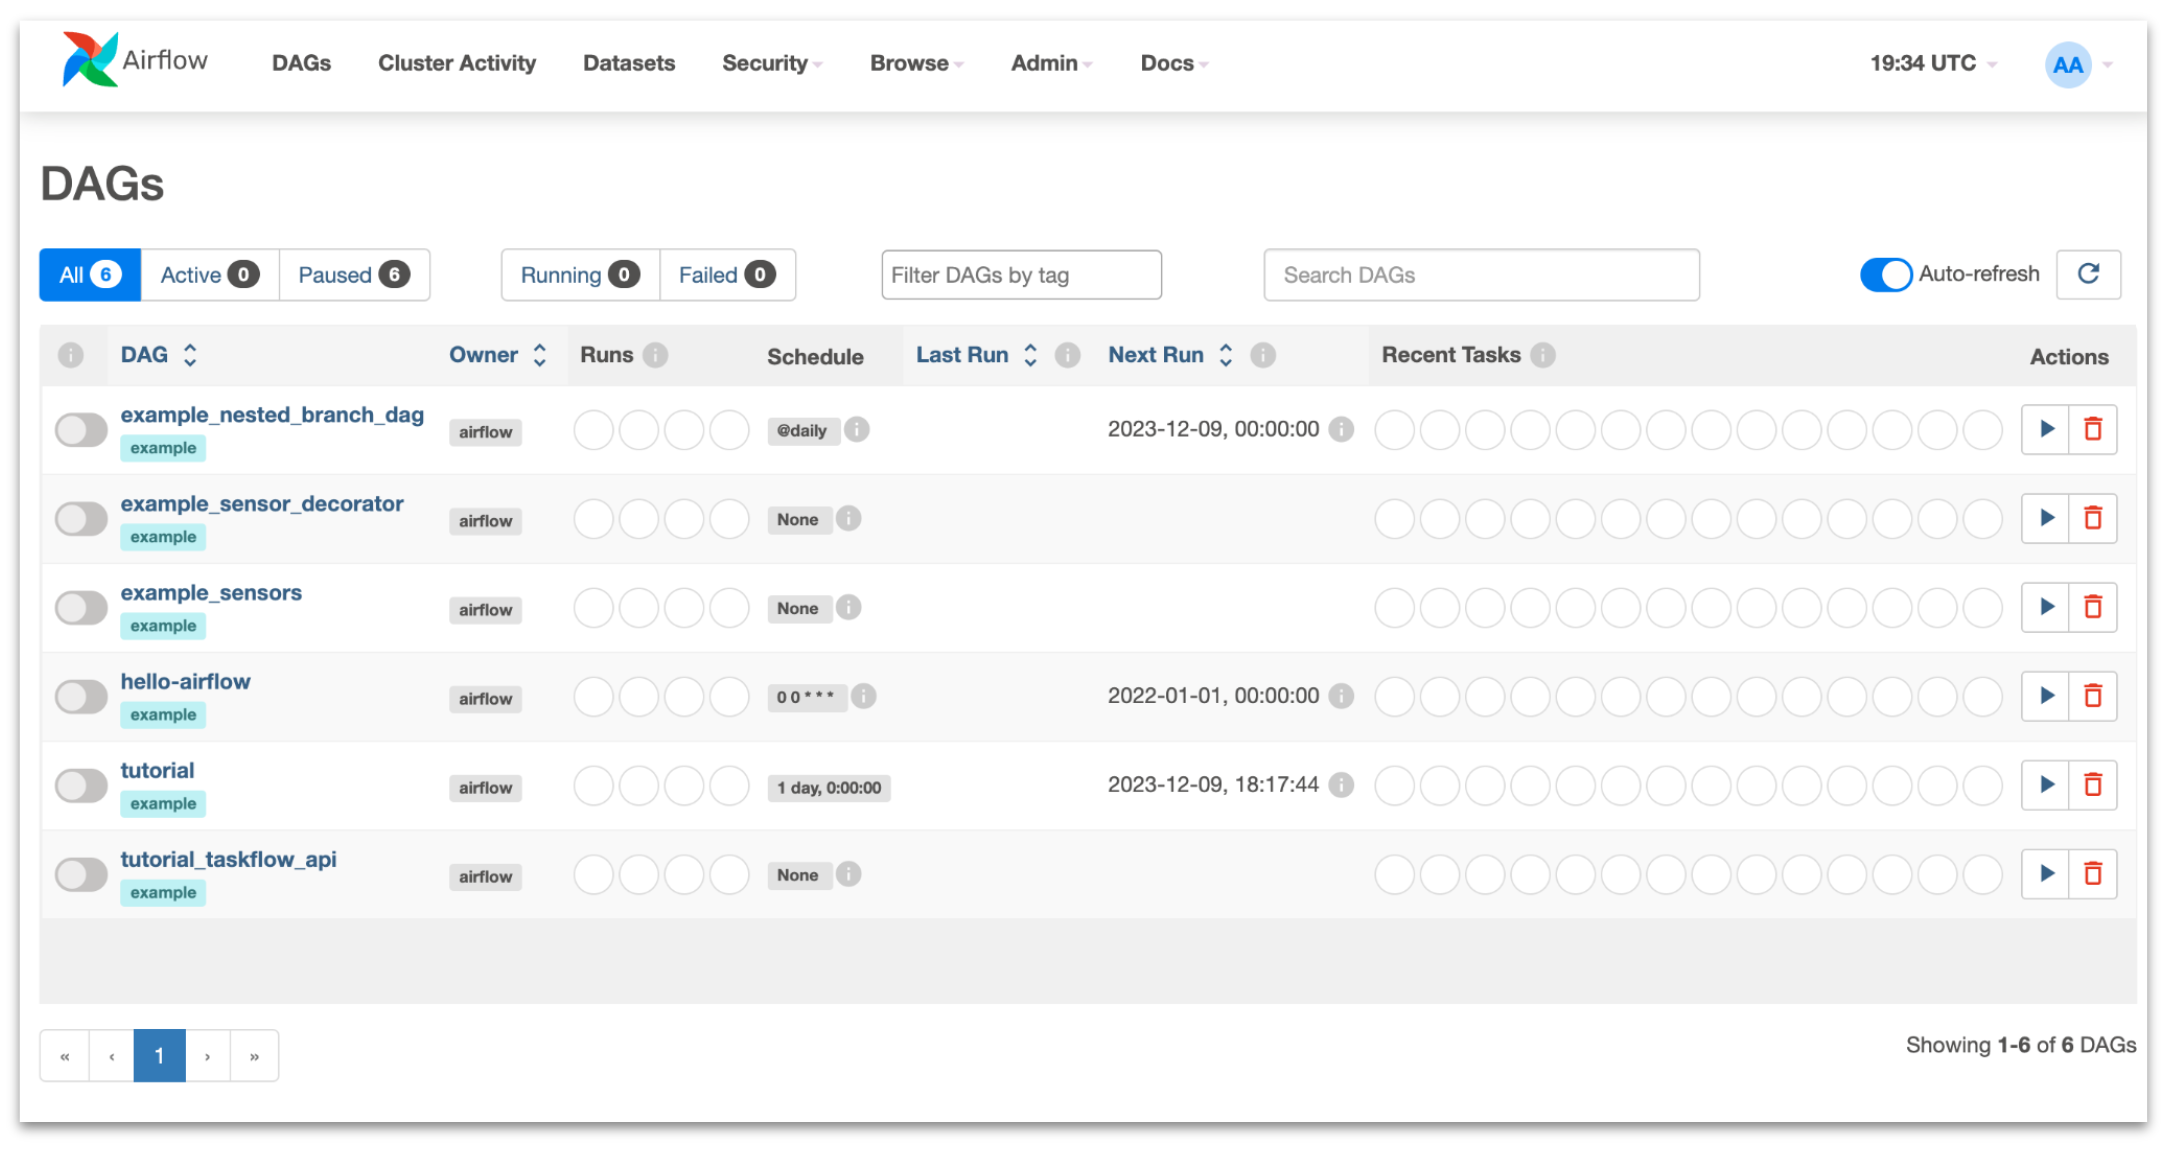 Airflow DAGs Cluster Activity Datasets Security Browse Admin Docs 19:34 UTC AA
DAGs
All 6 Active 0 Paused 6 Running 0 Failed 0 Filter DAGs by tag Search DAGs Auto-refresh
DAG Owner Runs Schedule Last Run Next Run Recent Tasks Actions
example_nested_branch_dag
example airflow @daily 2023-12-09, 00:00:00
example_sensor_decorator
example airflow None
example_sensors
example airflow None
hello-airflow
example airflow 0 0 * * * 2022-01-01, 00:00:00
tutorial
example airflow 1 day, 0:00:00 2023-12-09, 18:17:44
tutorial_taskflow_api
example airflow None
« ‹ 1 › » Showing 1-6 of 6 DAGs